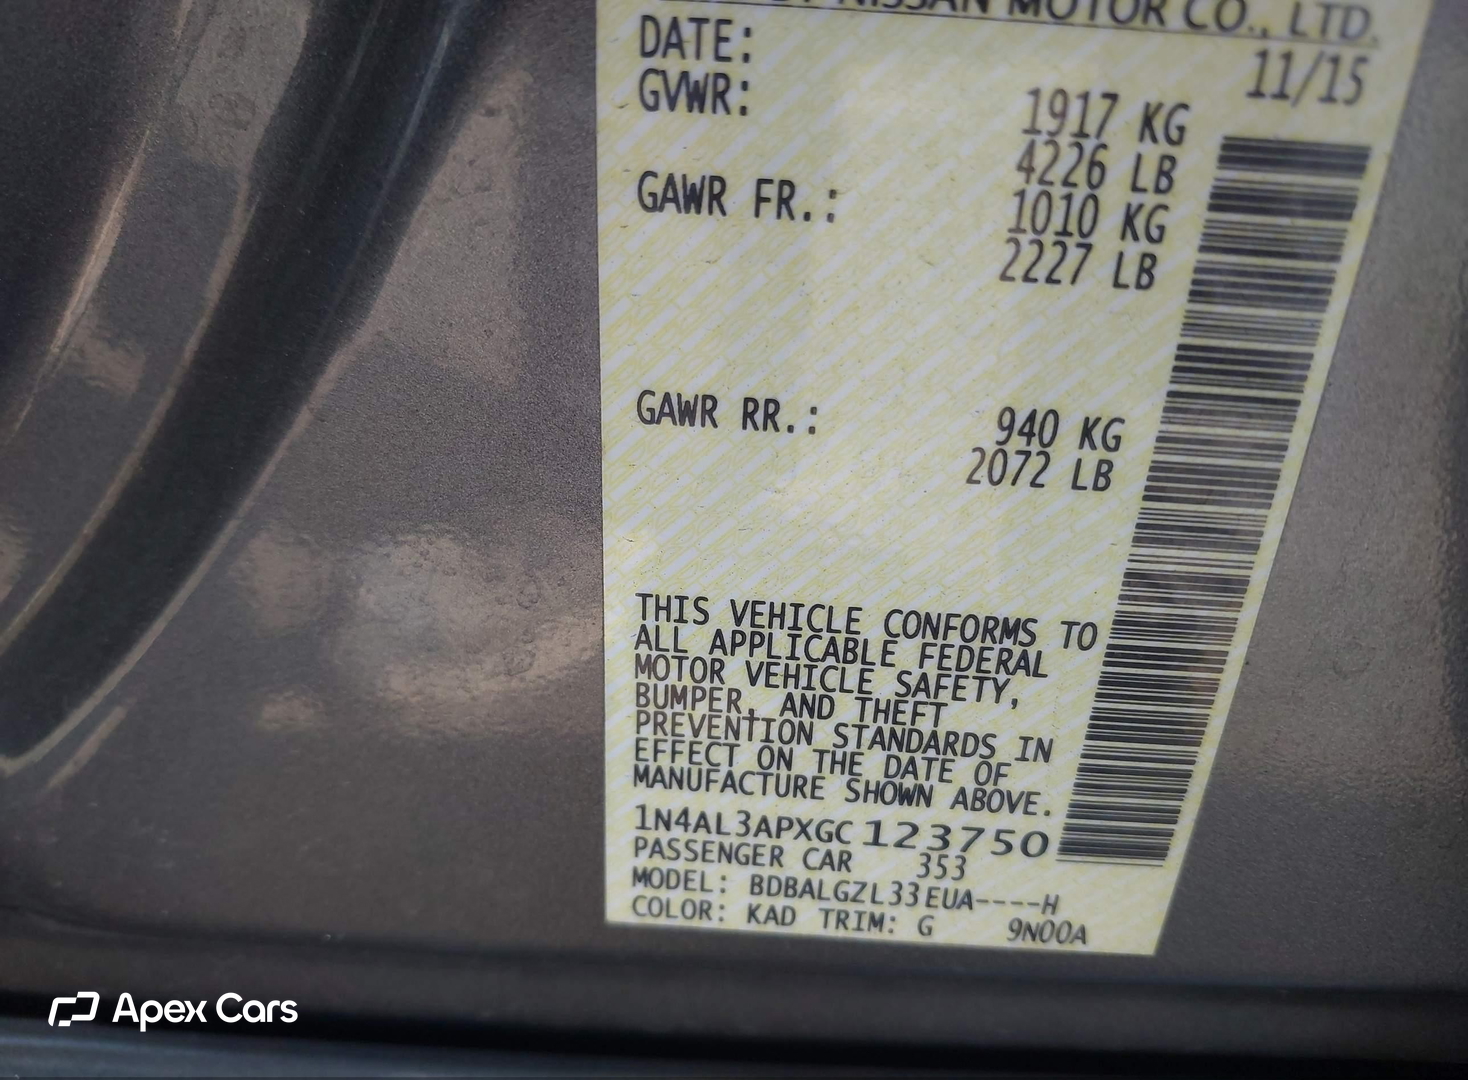 BY NISSAN MOTOR CO., LTD.
DATE: 11/15
GVWR: 1917 KG
4226 LB
GAWR FR.: 1010 KG
2227 LB
GAWR RR.: 940 KG
2072 LB
THIS VEHICLE CONFORMS TO
ALL APPLICABLE FEDERAL
MOTOR VEHICLE SAFETY,
BUMPER, AND THEFT
PREVENTION STANDARDS IN
EFFECT ON THE DATE OF
MANUFACTURE SHOWN ABOVE.
1N4AL3APXGC123750
PASSENGER CAR 353
MODEL: BDBALGZL33EUA----H
COLOR: KAD TRIM: G 9N00A
Apex Cars